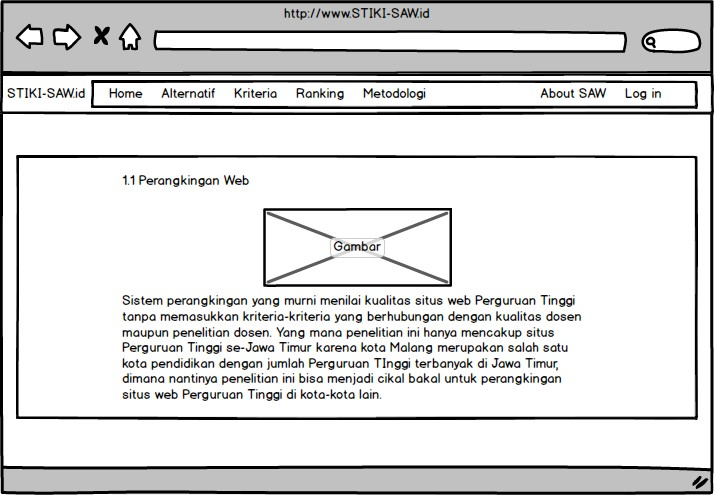 http://www.STIKI-SAW.id
STIKI-SAW.id Home Alternatif Kriteria Ranking Metodologi About SAW Log in
1.1 Perangkingan Web
Gambar
Sistem perangkingan yang murni menilai kualitas situs web Perguruan Tinggi
tanpa memasukkan kriteria-kriteria yang berhubungan dengan kualitas dosen
maupun penelitian dosen. Yang mana penelitian ini hanya mencakup situs
Perguruan Tinggi se-Jawa Timur karena kota Malang merupakan salah satu
kota pendidikan dengan jumlah Perguruan TInggi terbanyak di Jawa Timur,
dimana nantinya penelitian ini bisa menjadi cikal bakal untuk perangkingan
situs web Perguruan Tinggi di kota-kota lain.